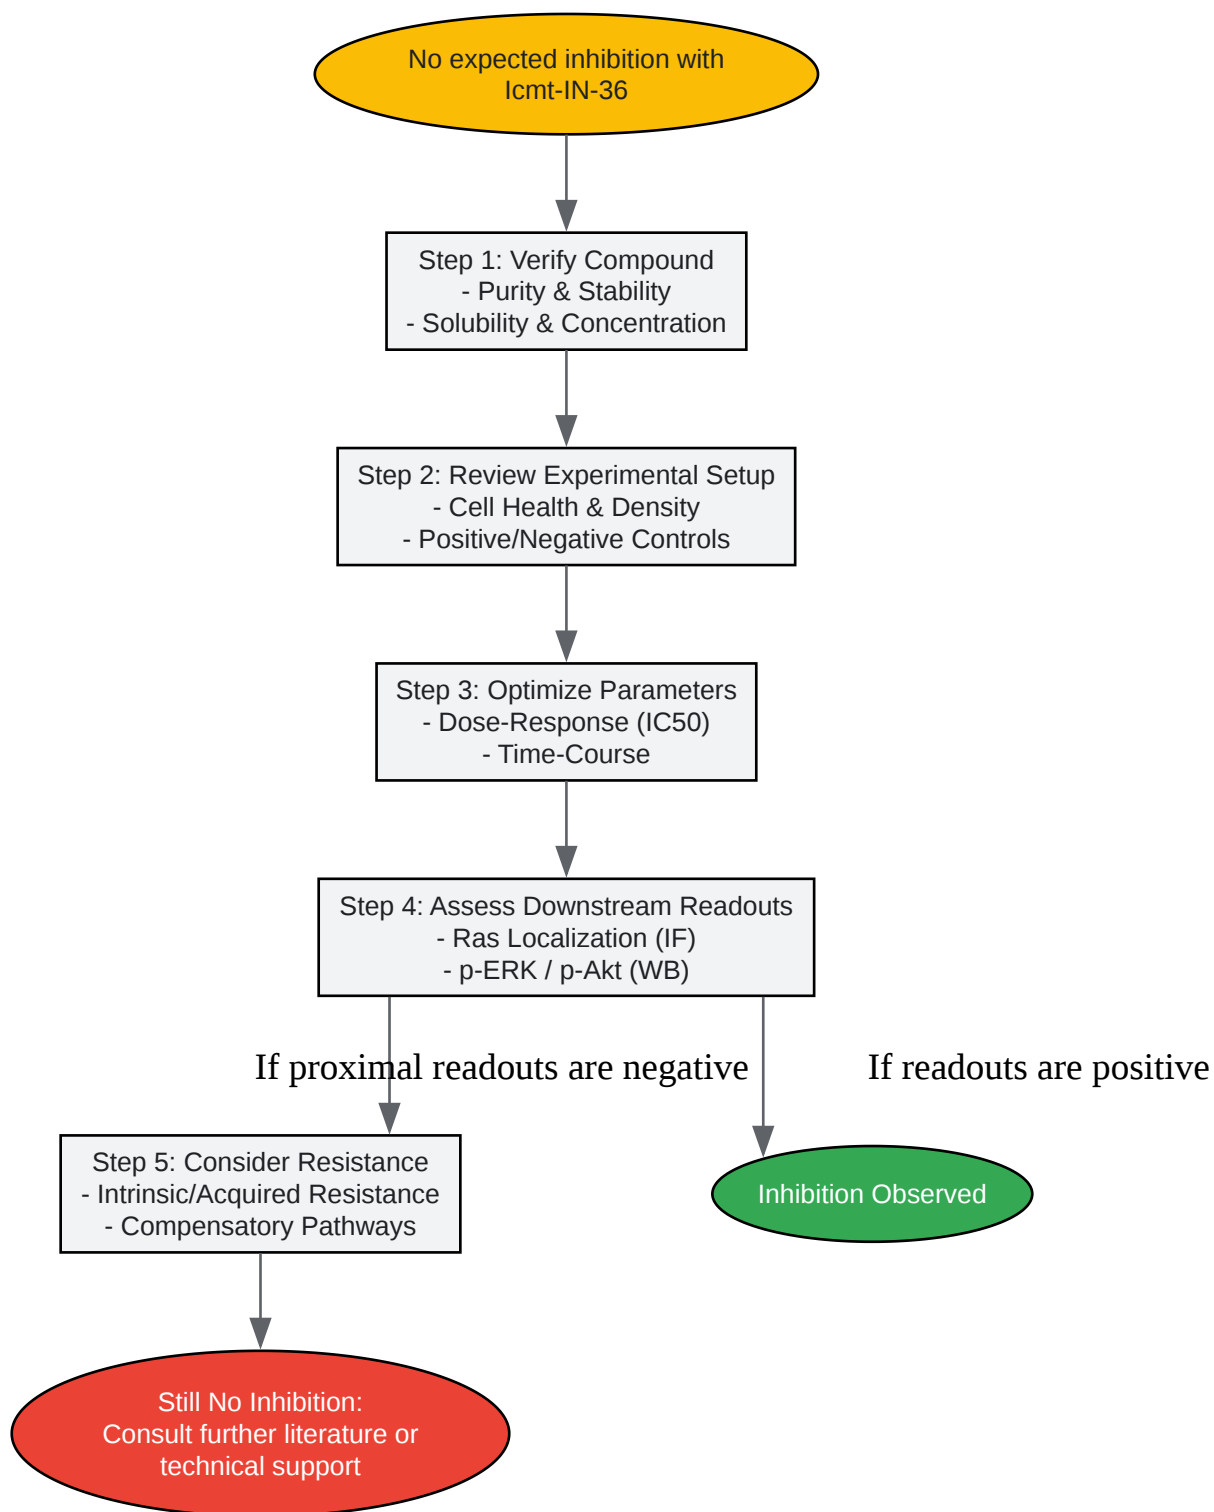 No expected inhibition with
Icmt-IN-36
Step 1: Verify Compound
- Purity & Stability
- Solubility & Concentration
Step 2: Review Experimental Setup
- Cell Health & Density
- Positive/Negative Controls
Step 3: Optimize Parameters
- Dose-Response (IC50)
- Time-Course
Step 4: Assess Downstream Readouts
- Ras Localization (IF)
- p-ERK / p-Akt (WB)
If proximal readouts are negative
If readouts are positive
Step 5: Consider Resistance
- Intrinsic/Acquired Resistance
- Compensatory Pathways
Inhibition Observed
Still No Inhibition:
Consult further literature or
technical support